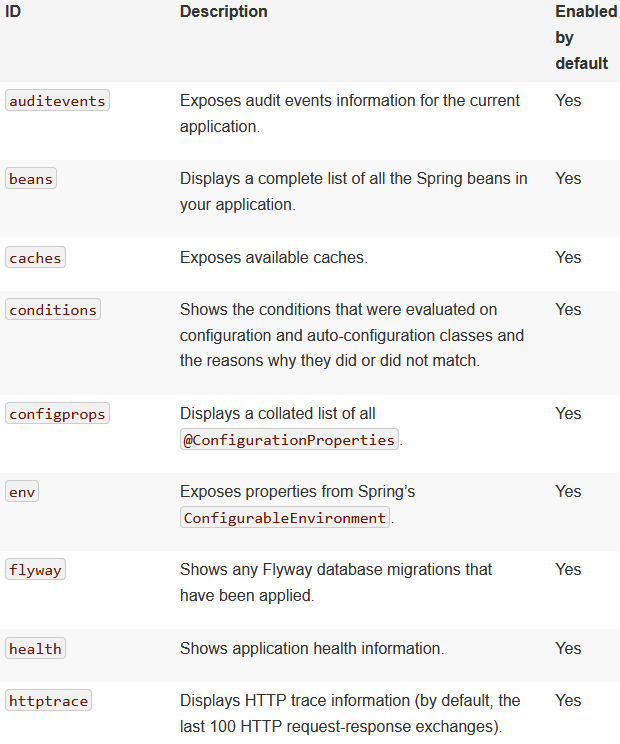 ID Description Enabled
by
default
auditevents Exposes audit events information for the current Yes
application.
beans Displays a complete list of all the Spring beans in Yes
your application.
caches Exposes available caches. Yes
conditions Shows the conditions that were evaluated on Yes
configuration and auto-configuration classes and
the reasons why they did or did not match.
configprops Displays a collated list of all Yes
@ConfigurationProperties.
env Exposes properties from Spring’s Yes
ConfigurableEnvironment.
flyway Shows any Flyway database migrations that Yes
have been applied.
health Shows application health information. Yes
httptrace Displays HTTP trace information (by default, the Yes
last 100 HTTP request-response exchanges).